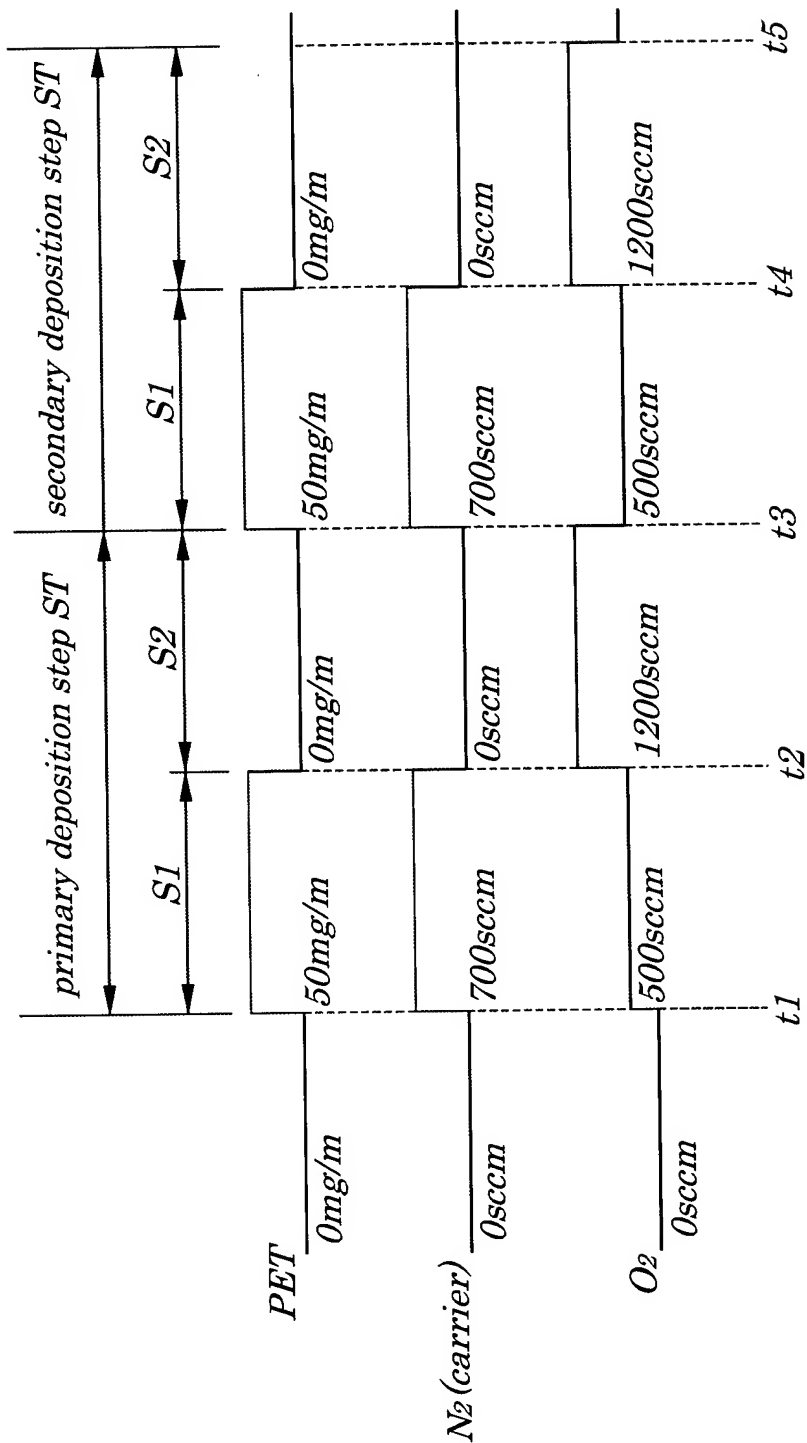 primary deposition step ST
secondary deposition step ST
S1
S2
S1
S2
PET
0mg/m
50mg/m
0mg/m
50mg/m
0mg/m
N2 (carrier)
0sccm
700sccm
0sccm
700sccm
0sccm
O2
0sccm
500sccm
1200sccm
500sccm
1200sccm
t1
t2
t3
t4
t5